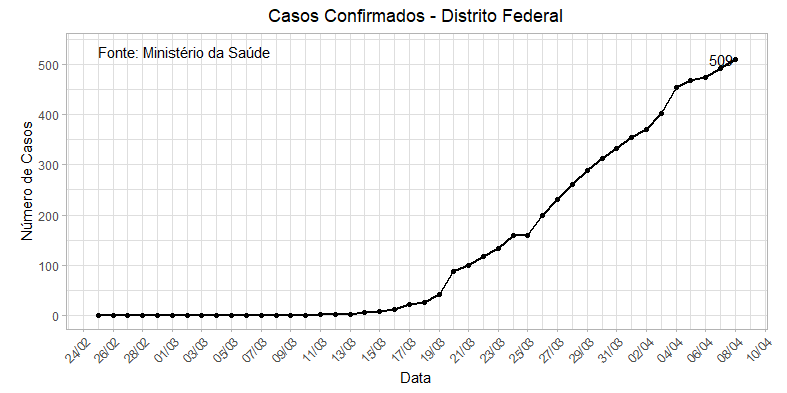 Casos Confirmados - Distrito Federal
Fonte: Ministério da Saúde
509
500
400
300
200
100
0
Número de Casos
24/02 26/02 28/02 01/03 03/03 05/03 07/03 09/03 11/03 13/03 15/03 17/03 19/03 21/03 23/03 25/03 27/03 29/03 31/03 02/04 04/04 06/04 08/04 10/04
Data